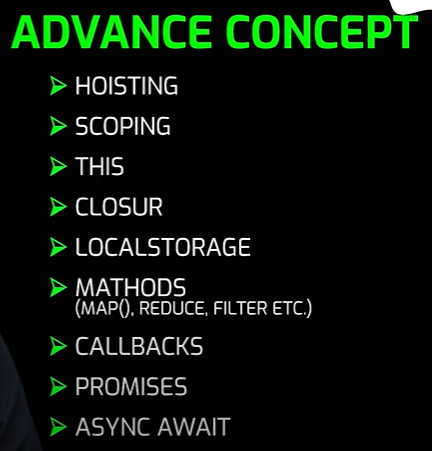 ADVANCE CONCEPT
HOISTING
SCOPING
THIS
CLOSUR
LOCALSTORAGE
MATHODS
(MAP(), REDUCE, FILTER ETC.)
CALLBACKS
PROMISES
ASYNC AWAIT